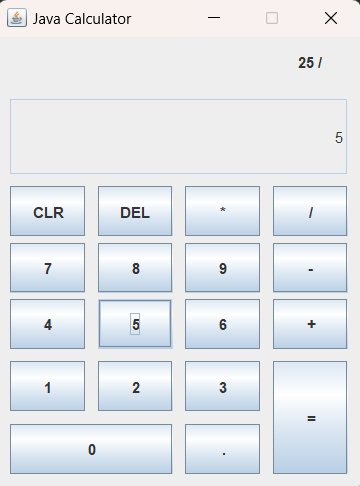 Java Calculator
25 /
5
CLR DEL * /
7 8 9 -
4 5 6 +
1 2 3
=
0 .